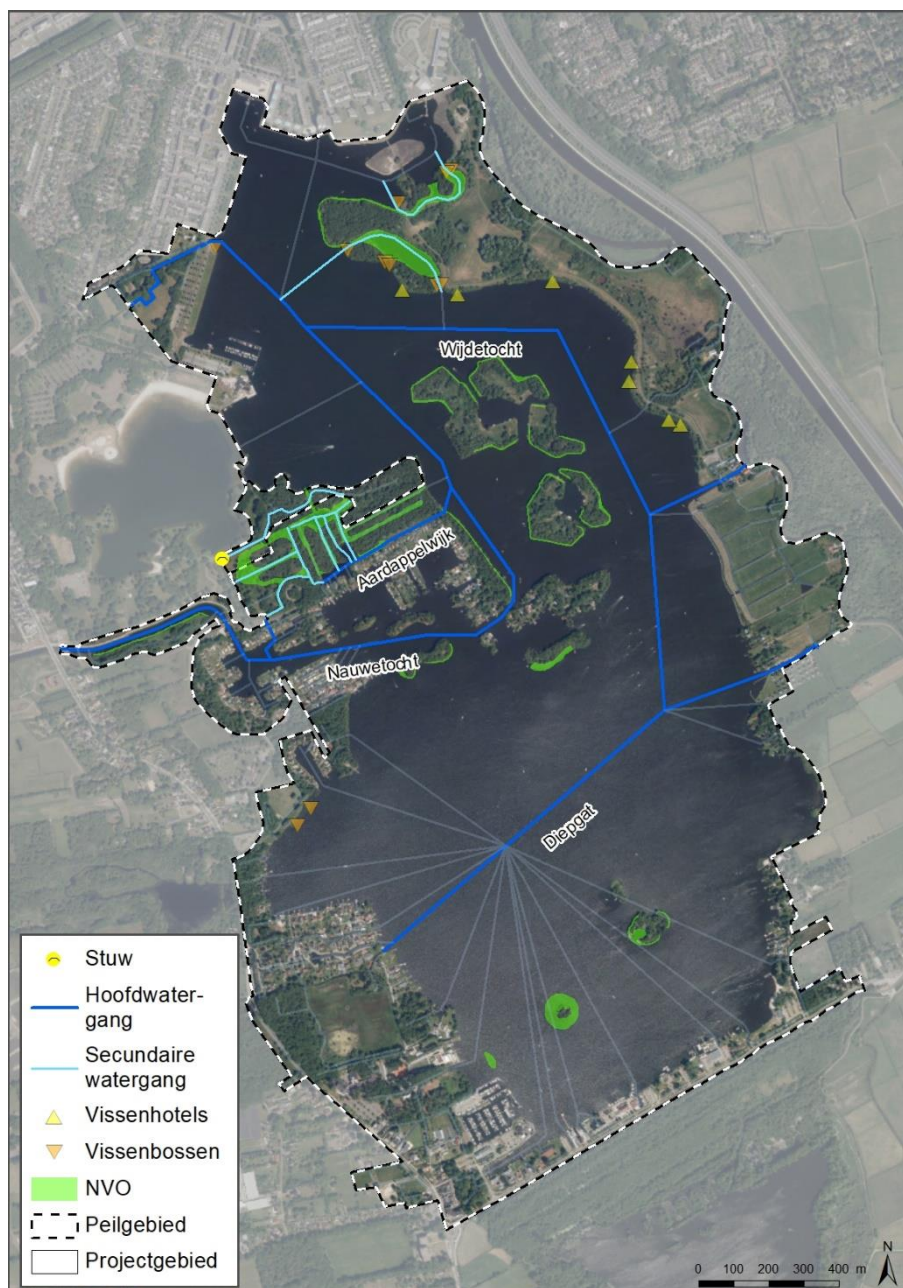 Wijdetocht
Aardappelwijk
Nauwetocht
Diepgat
Stuw
Hoofdwater-
gang
Secundaire
watergang
Vissenhotels
Vissenbossen
NVO
Peilgebied
Projectgebied
N
0 100 200 300 400 m